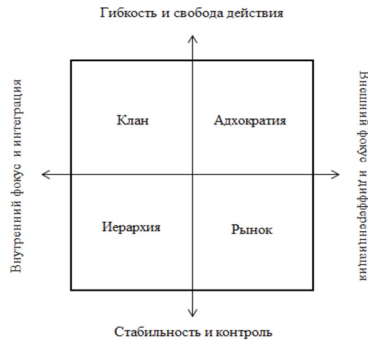 Гибкость и свобода действия
Внутренний фокус и интеграция
Клан
Адхократия
Внешний фокус и дифференциация
Иерархия
Рынок
Стабильность и контроль